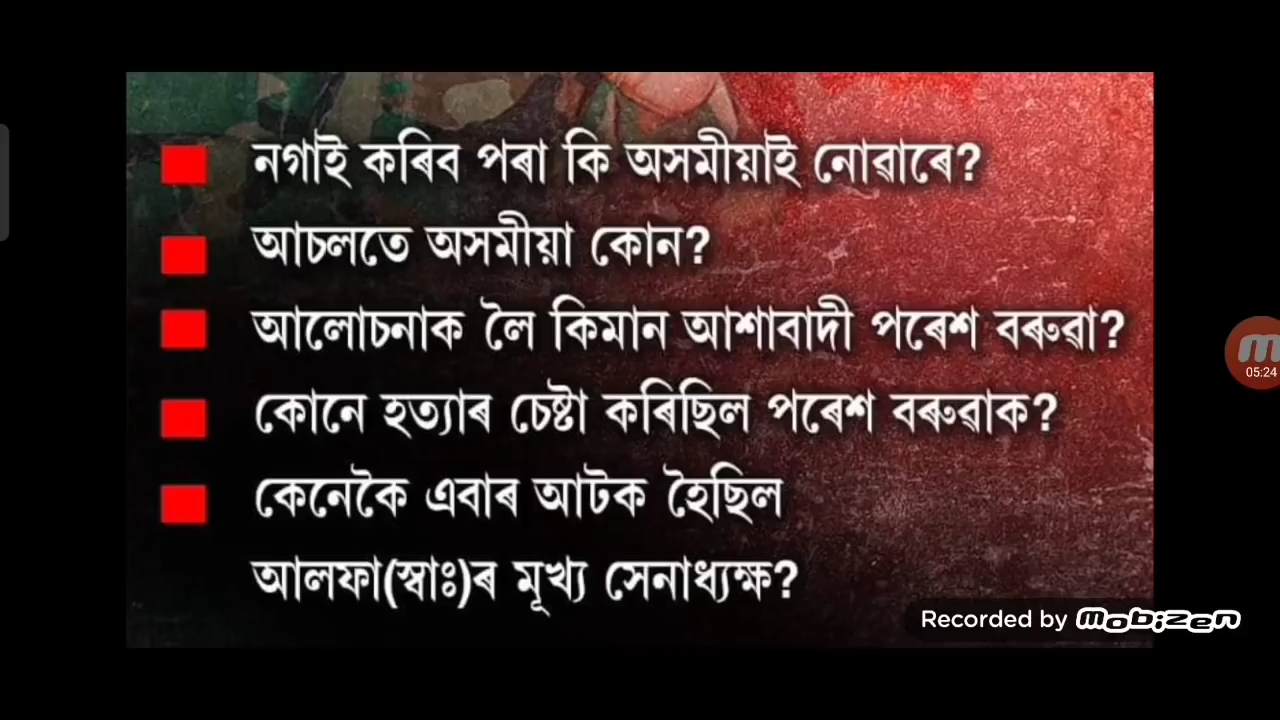 নগাই কৰিব পৰা কি অসমীয়াই নোৱাৰে?
আচলতে অসমীয়া কোন?
আলোচনাক লৈ কিমান আশাবাদী পৰেশ বৰুৱা?
কোনে হত্যাৰ চেষ্টা কৰিছিল পৰেশ বৰুৱাক?
কেনেকৈ এবাৰ আটক হৈছিল
আলফা(স্বাঃ)ৰ মূখ্য সেনাধ্যক্ষ?
05:24
Recorded by mobizen